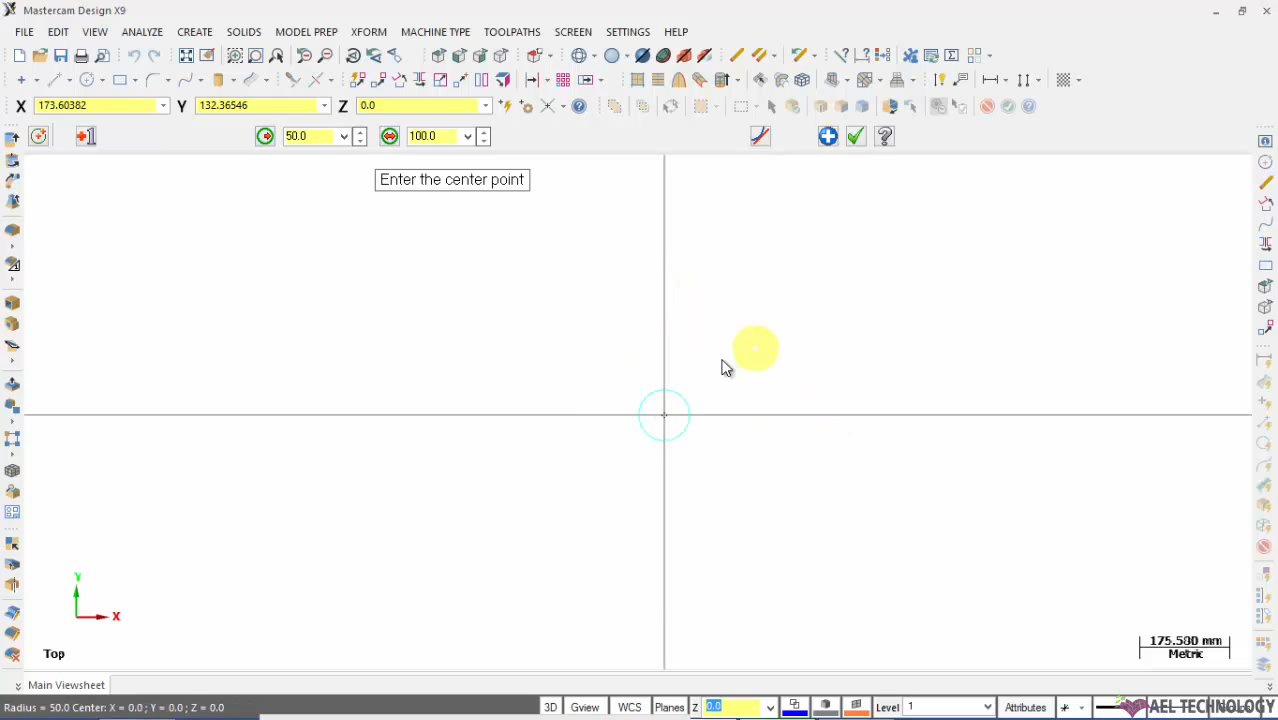 Mastercam Design X9
FILE EDIT VIEW ANALYZE CREATE SOLIDS MODEL PREP XFORM MACHINE TYPE TOOLPATHS SCREEN SETTINGS HELP
X 173.60382 Y 132.36546 Z 0.0
+1 50.0 100.0
Enter the center point
Y
X
Top
175.580 mm
Metric
Main Viewsheet
Radius = 50.0 Center: X = 0.0; Y = 0.0; Z = 0.0 3D Gview WCS Planes Z 0.0 Level 1 Attributes AEL TECHNOLOGY